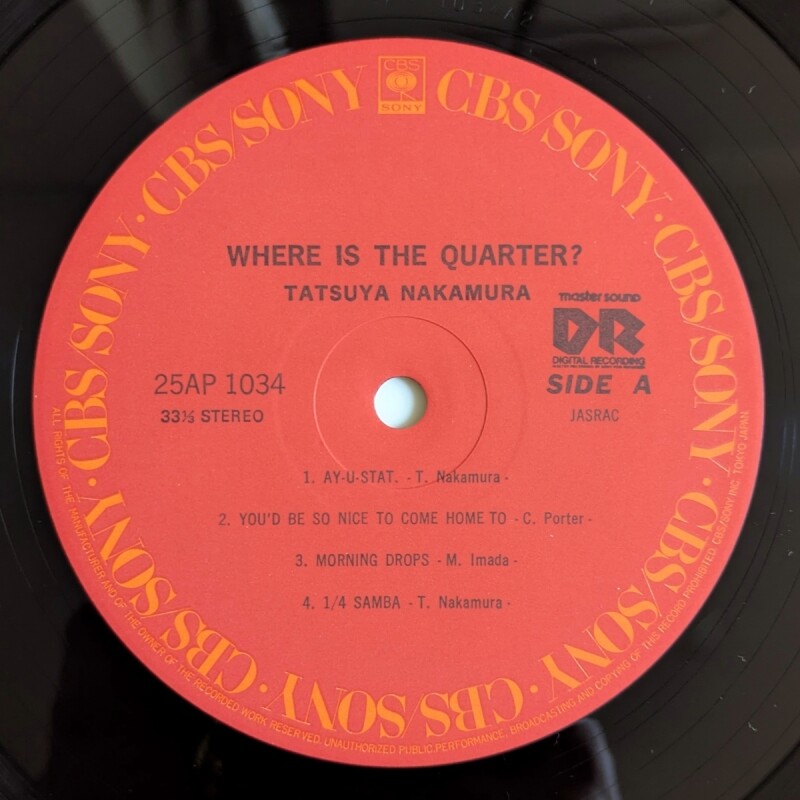 CBS
SONY
CBS/SONY · CBS/SONY · CBS/SONY · CBS/SONY · CBS/SONY · CBS/SONY · CBS/SONY · CBS/SONY · CBS/SONY
WHERE IS THE QUARTER?
TATSUYA NAKAMURA
master sound
DR
DIGITAL RECORDING
25AP 1034
SIDE A
33⅓ STEREO
JASRAC
1. AY-U-STAT. - T. Nakamura -
2. YOU'D BE SO NICE TO COME HOME TO - C. Porter -
3. MORNING DROPS - M. Imada -
4. 1/4 SAMBA - T. Nakamura -
ALL RIGHTS OF THE MANUFACTURER AND OF THE OWNER OF THE RECORDED WORK RESERVED. UNAUTHORIZED PUBLIC PERFORMANCE, BROADCASTING AND COPYING OF THIS RECORD PROHIBITED. CBS/SONY INC. TOKYO JAPAN.